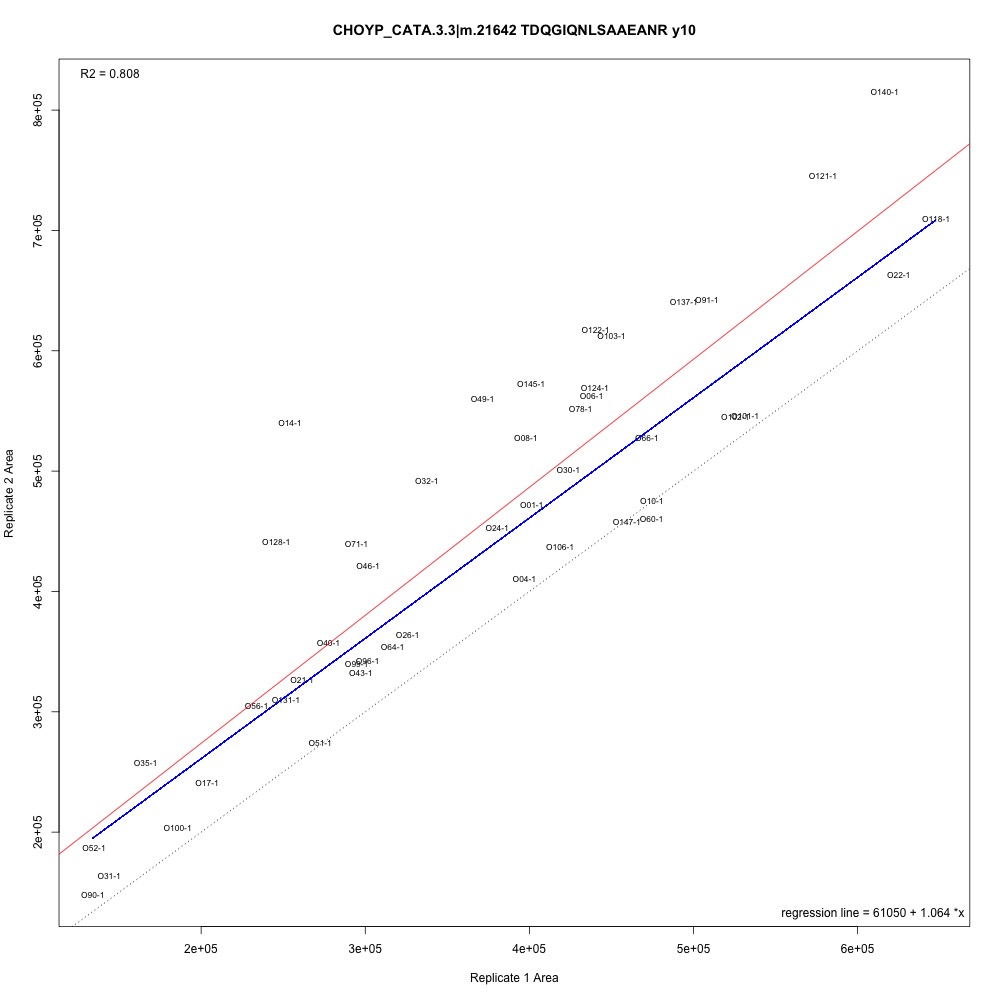 CHOYP_CATA.3.3|m.21642 TDQGIQNLSAAEANR y10
R2 = 0.808
O140-1
8e+05
O121-1
O118-1
7e+05
O22-1
O137-1 O91-1
O122-1
O103-1
6e+05
O145-1
O124-1
O49-1
O06-1
O78-1
O14-1
O102-1 O101-1
O08-1
O66-1
O30-1
5e+05
O32-1
O10-1
O01-1
O147-1 O60-1
O24-1
O128-1
O71-1
O106-1
O46-1
O04-1
4e+05
O26-1
O40-1
O64-1
O96-1
O43-1
O21-1
O131-1
O56-1
3e+05
O51-1
O35-1
O17-1
O100-1
2e+05
O52-1
O31-1
O90-1
regression line = 61050 + 1.064 *x
2e+05 3e+05 4e+05 5e+05 6e+05
Replicate 1 Area
Replicate 2 Area